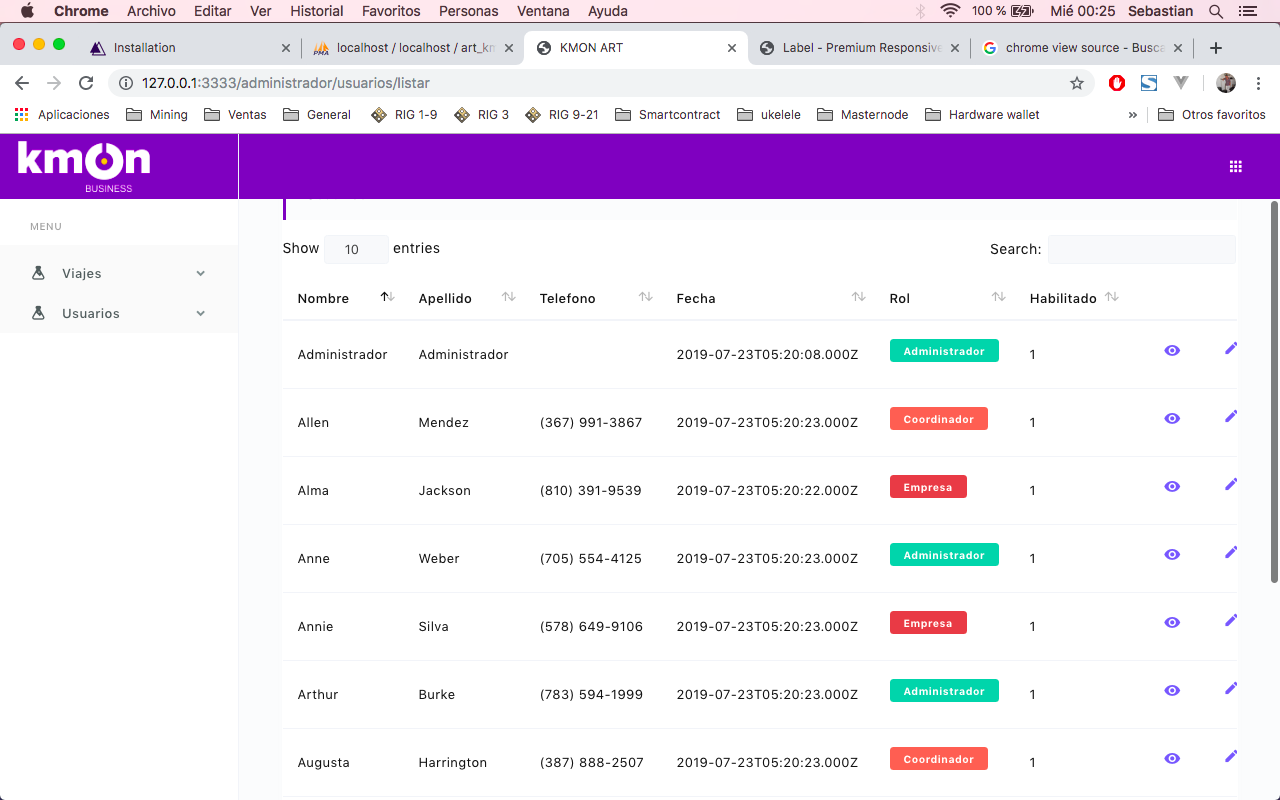 Chrome Archivo Editar Ver Historial Favoritos Personas Ventana Ayuda 100 % Mié 00:25 Sebastian
Installation localhost / localhost / art_km KMON ART Label - Premium Responsive chrome view source - Busca
127.0.0.1:3333/administrador/usuarios/listar
Aplicaciones Mining Ventas General RIG 1-9 RIG 3 RIG 9-21 Smartcontract ukelele Masternode Hardware wallet » Otros favoritos
kmon
BUSINESS
MENU
Viajes
Usuarios
Show 10 entries Search:
Nombre Apellido Telefono Fecha Rol Habilitado
Administrador Administrador 2019-07-23T05:20:08.000Z Administrador 1
Allen Mendez (367) 991-3867 2019-07-23T05:20:23.000Z Coordinador 1
Alma Jackson (810) 391-9539 2019-07-23T05:20:22.000Z Empresa 1
Anne Weber (705) 554-4125 2019-07-23T05:20:23.000Z Administrador 1
Annie Silva (578) 649-9106 2019-07-23T05:20:23.000Z Empresa 1
Arthur Burke (783) 594-1999 2019-07-23T05:20:23.000Z Administrador 1
Augusta Harrington (387) 888-2507 2019-07-23T05:20:23.000Z Coordinador 1